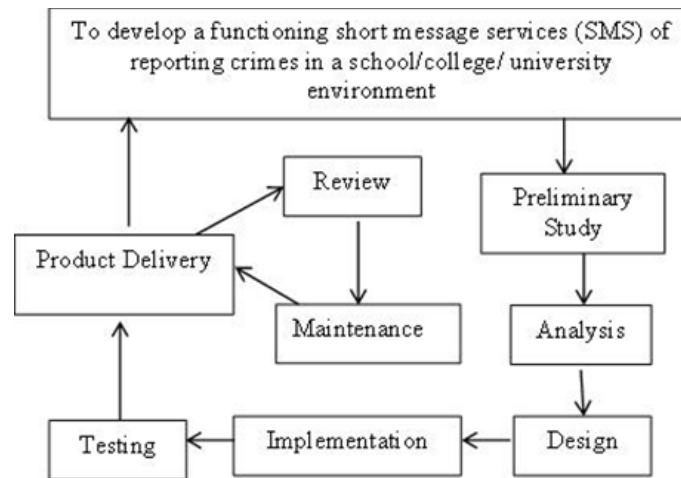 To develop a functioning short message services (SMS) of
reporting crimes in a school/college/ university
environment
Review
Preliminary
Study
Product Delivery
Maintenance
Analysis
Testing
Implementation
Design